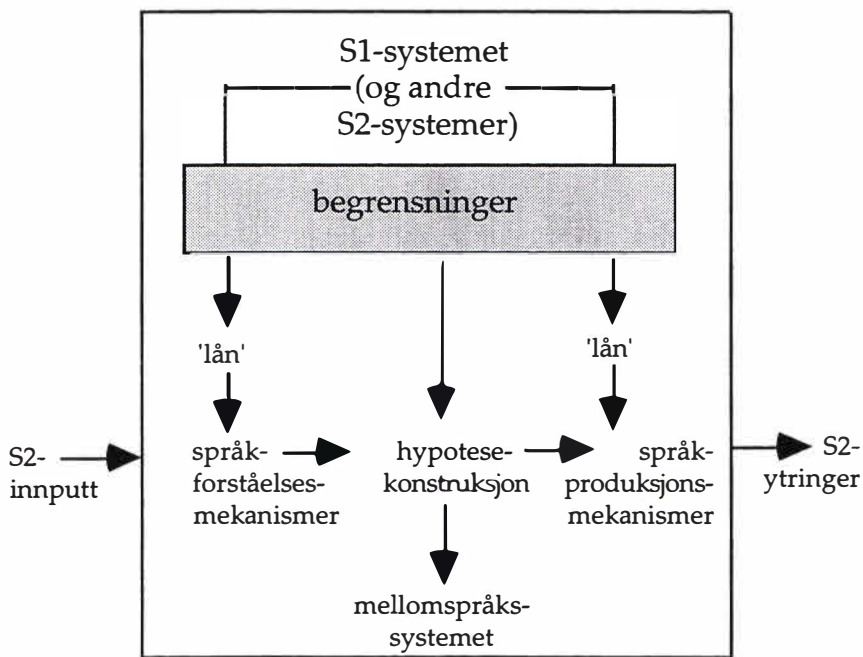 S1-systemet
(og andre
S2-systemer)
begrensninger
'lån'
'lån'
S2-
innputt
språk-
forståelses-
mekanismer
hypotese-
konstruksjon
språk-
produksjons-
mekanismer
S2-
ytringer
mellomspråks-
systemet